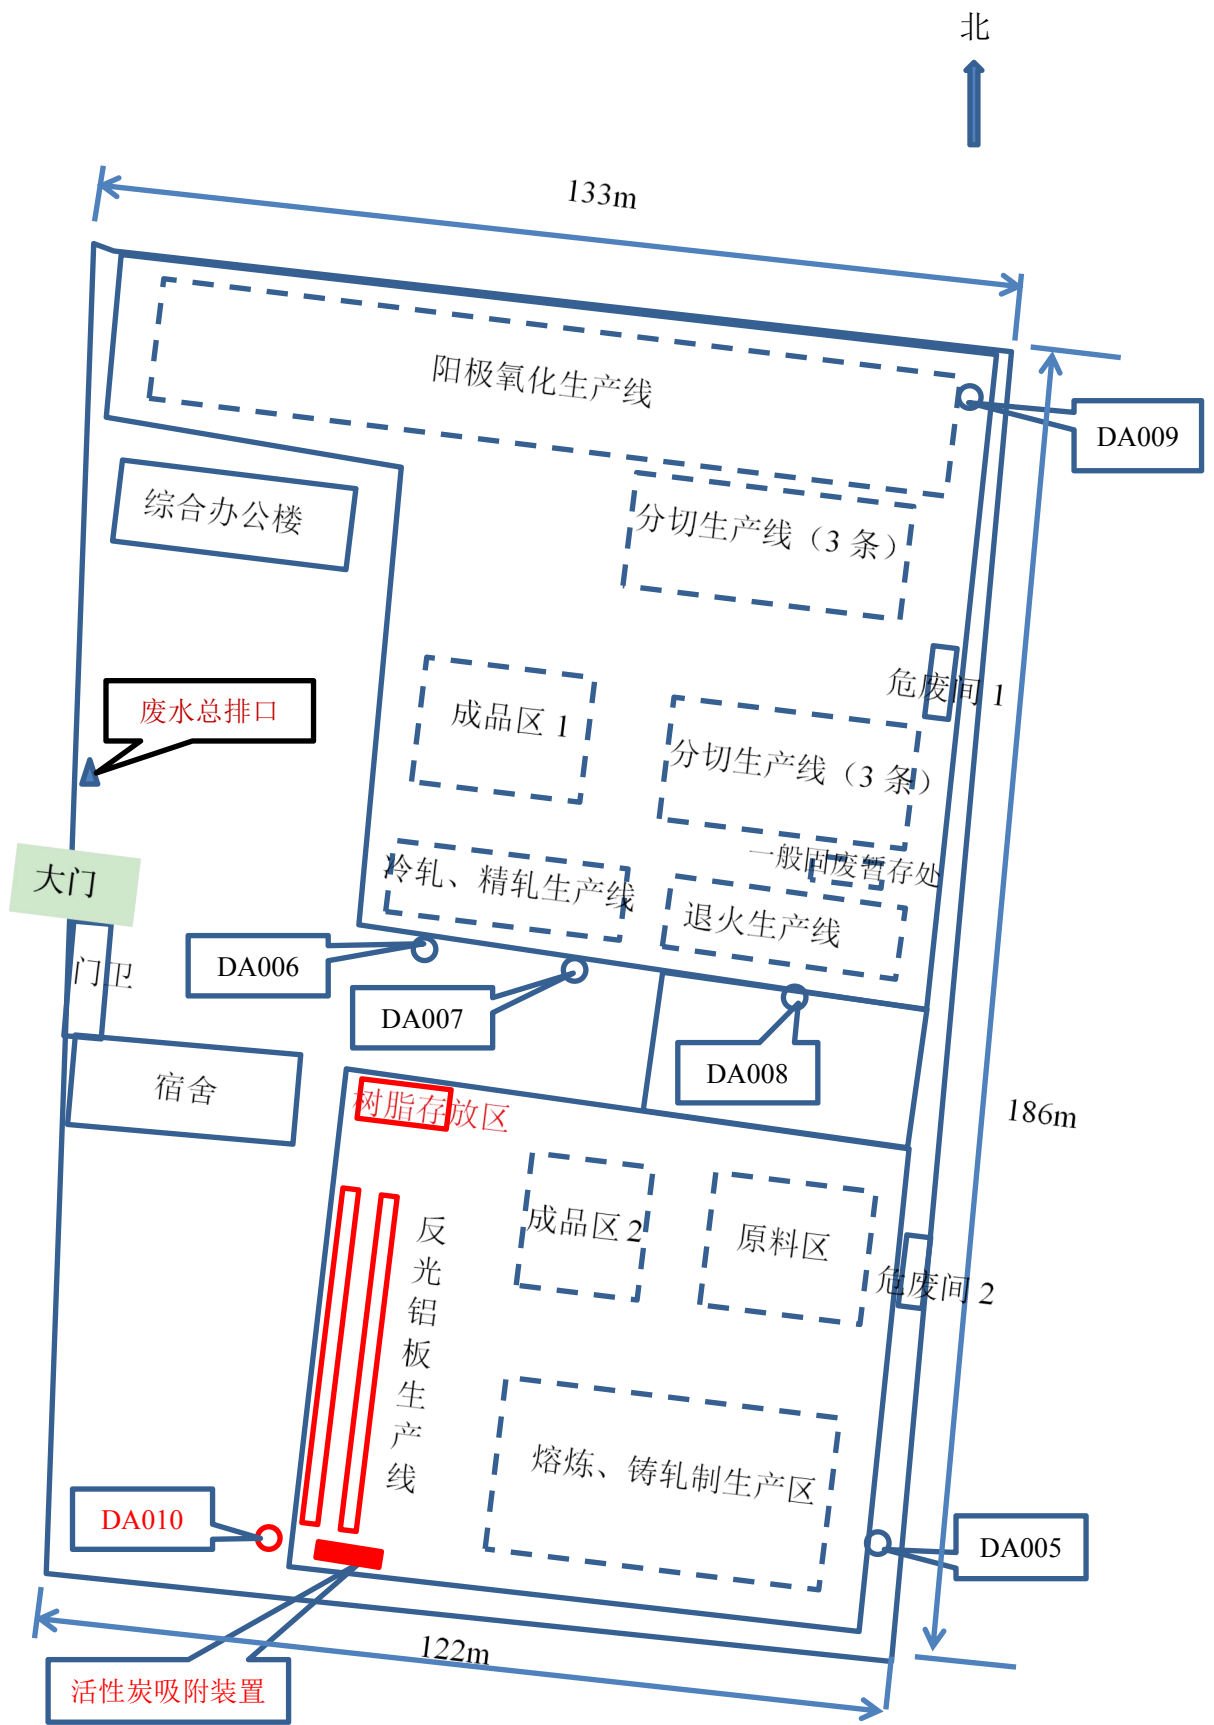 北
133m
阳极氧化生产线
DA009
综合办公楼
分切生产线（3 条）
危废间 1
废水总排口
成品区 1
分切生产线（3 条）
一般固废暂存处
大门
冷轧、精轧生产线
退火生产线
门卫
DA006
DA007
DA008
宿舍
树脂存放区
186m
成品区 2
原料区
反光铝板生产线
危废间 2
熔炼、铸轧制生产区
DA010
DA005
122m
活性炭吸附装置